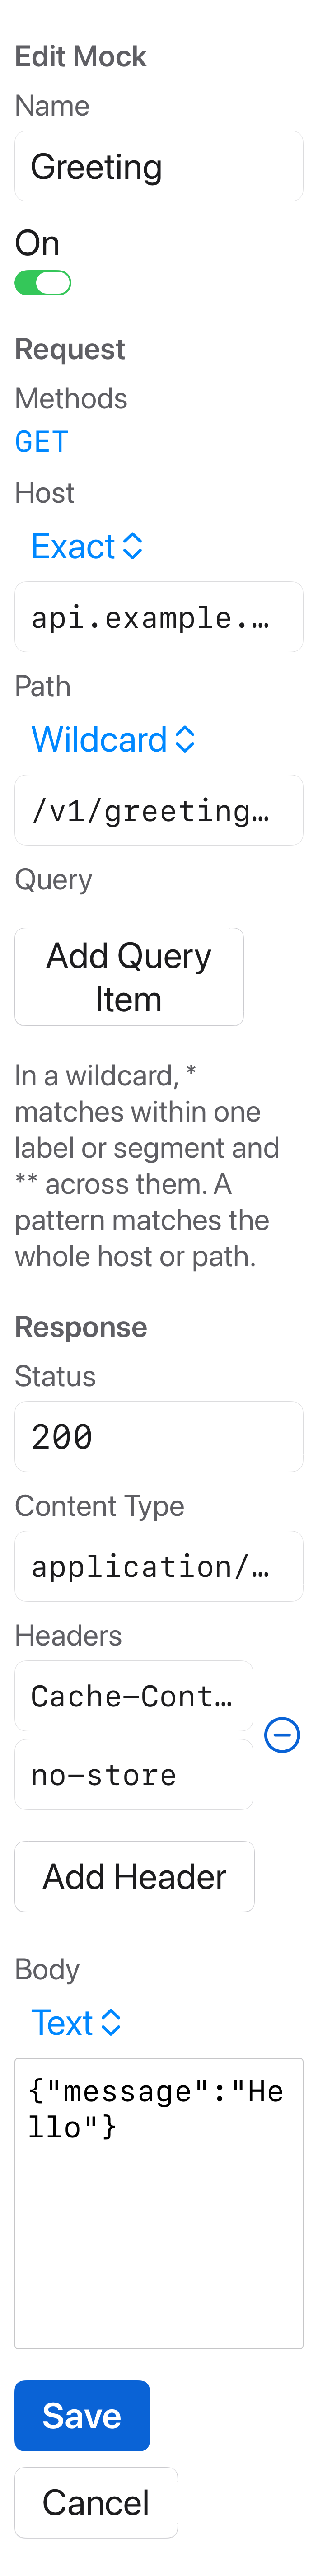 Edit Mock
Name
Greeting
On
Request
Methods
GET
Host
Exact
api.example.…
Path
Wildcard
/v1/greeting…
Query
Add Query
Item
In a wildcard, *
matches within one
label or segment and
** across them. A
pattern matches the
whole host or path.
Response
Status
200
Content Type
application/…
Headers
Cache-Cont…
no-store
Add Header
Body
Text
{"message":"He
llo"}
Save
Cancel